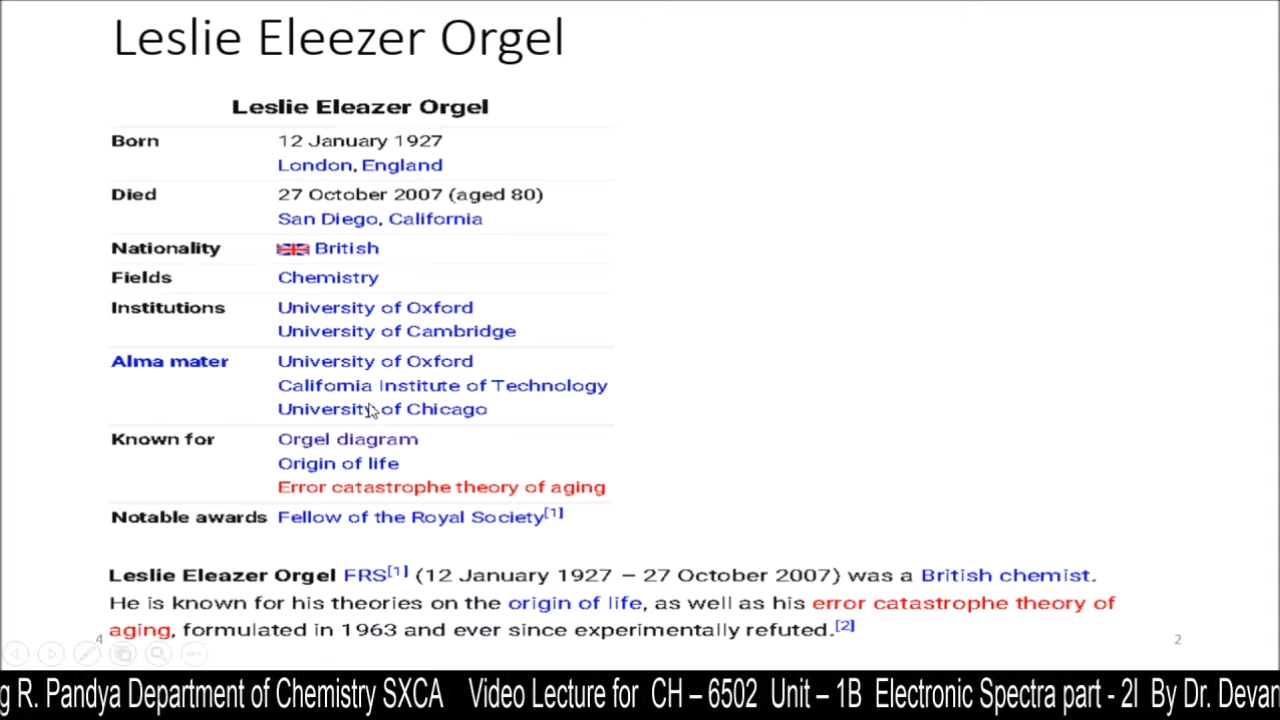 Leslie Eleezer Orgel
Leslie Eleazer Orgel
Born 12 January 1927
London, England
Died 27 October 2007 (aged 80)
San Diego, California
Nationality British
Fields Chemistry
Institutions University of Oxford
University of Cambridge
Alma mater University of Oxford
California Institute of Technology
University of Chicago
Known for Orgel diagram
Origin of life
Error catastrophe theory of aging
Notable awards Fellow of the Royal Society[1]
Leslie Eleazer Orgel FRS[1] (12 January 1927 – 27 October 2007) was a British chemist.
He is known for his theories on the origin of life, as well as his error catastrophe theory of
aging, formulated in 1963 and ever since experimentally refuted.[2]
4
2
g R. Pandya Department of Chemistry SXCA Video Lecture for CH – 6502 Unit – 1B Electronic Spectra part - 2I By Dr. Devan